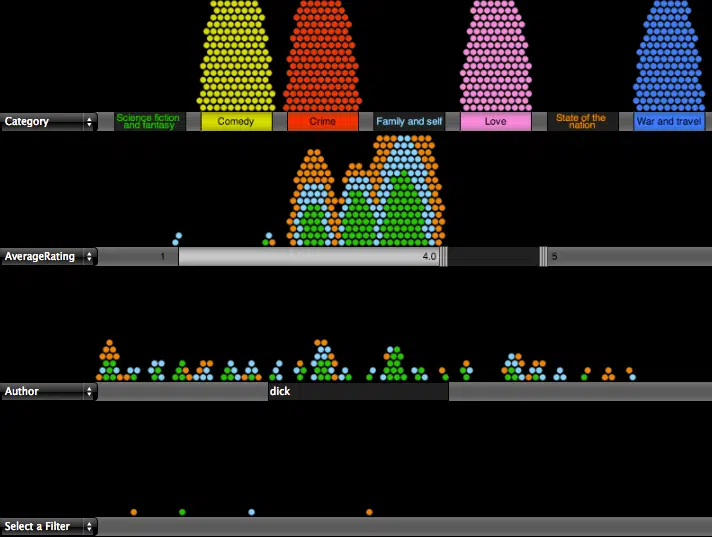 Category
Science fiction
and fantasy
Comedy
Crime
Family and self
Love
State of the
nation
War and travel
AverageRating
1
4.0
5
Author
dick
Select a Filter